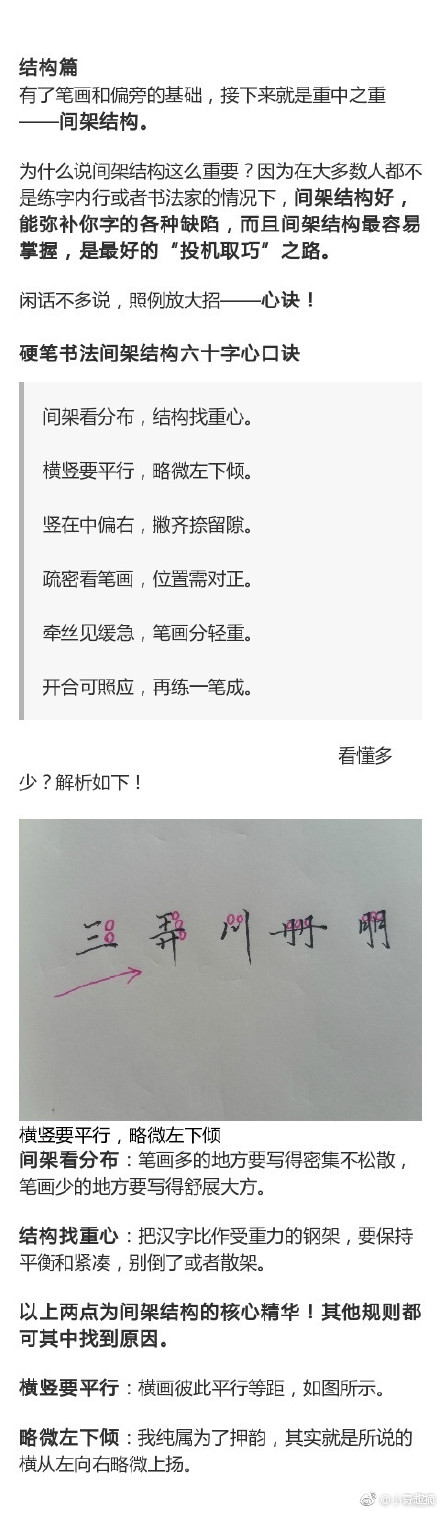 结构篇
有了笔画和偏旁的基础，接下来就是重中之重
——间架结构。
为什么说间架结构这么重要？因为在大多数人都不
是练字内行或者书法家的情况下，间架结构好，
能弥补你字的各种缺陷，而且间架结构最容易
掌握，是最好的“投机取巧”之路。
闲话不多说，照例放大招——心诀！
硬笔书法间架结构六十字心口诀
间架看分布，结构找重心。
横竖要平行，略微左下倾。
竖在中偏右，撇齐捺留隙。
疏密看笔画，位置需对正。
牵丝见缓急，笔画分轻重。
开合可照应，再练一笔成。
看懂多
少？解析如下！
三 弄 川 册 明
横竖要平行，略微左下倾
间架看分布：笔画多的地方要写得密集不松散，
笔画少的地方要写得舒展大方。
结构找重心：把汉字比作受重力的钢架，要保持
平衡和紧凑，别倒了或者散架。
以上两点为间架结构的核心精华！其他规则都
可其中找到原因。
横竖要平行：横画彼此平行等距，如图所示。
略微左下倾：我纯属为了押韵，其实就是所说的
横从左向右略微上扬。